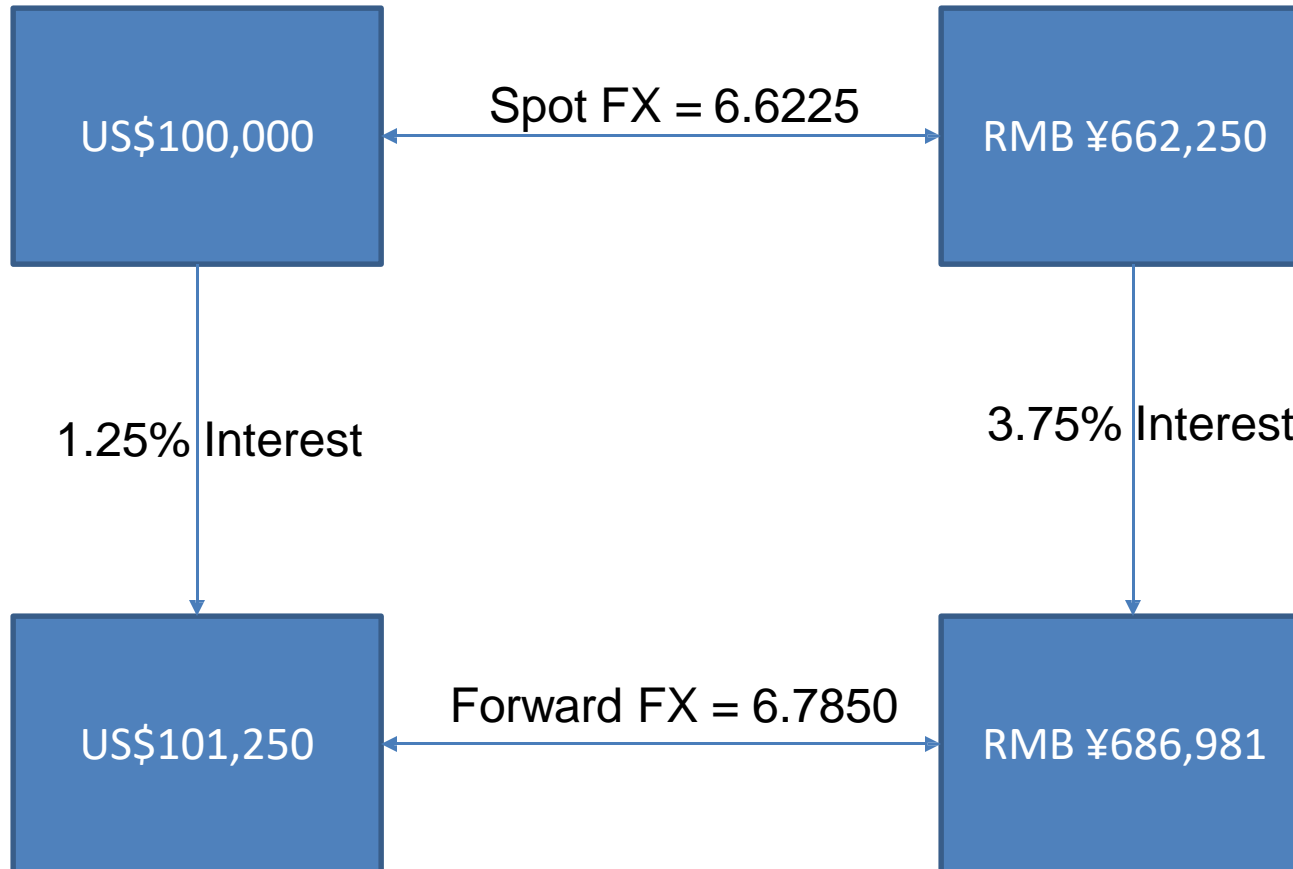 US$100,000
Spot FX = 6.6225
RMB ¥662,250
1.25% Interest
3.75% Interest
US$101,250
Forward FX = 6.7850
RMB ¥686,981